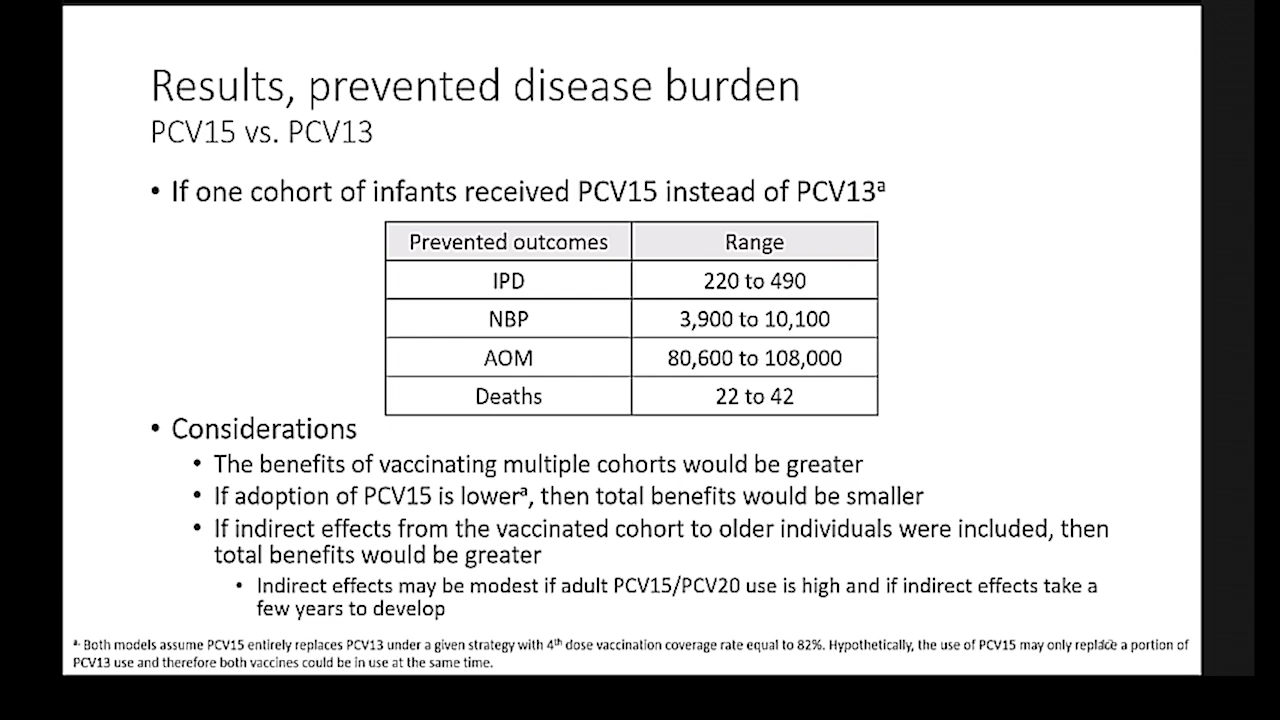 Results, prevented disease burden
PCV15 vs. PCV13
• If one cohort of infants received PCV15 instead of PCV13ᵃ
Prevented outcomes Range
IPD 220 to 490
NBP 3,900 to 10,100
AOM 80,600 to 108,000
Deaths 22 to 42
• Considerations
• The benefits of vaccinating multiple cohorts would be greater
• If adoption of PCV15 is lowerᵃ, then total benefits would be smaller
• If indirect effects from the vaccinated cohort to older individuals were included, then
total benefits would be greater
• Indirect effects may be modest if adult PCV15/PCV20 use is high and if indirect effects take a
few years to develop
ᵃ· Both models assume PCV15 entirely replaces PCV13 under a given strategy with 4ᵗʰ dose vaccination coverage rate equal to 82%. Hypothetically, the use of PCV15 may only replace a portion of
PCV13 use and therefore both vaccines could be in use at the same time.